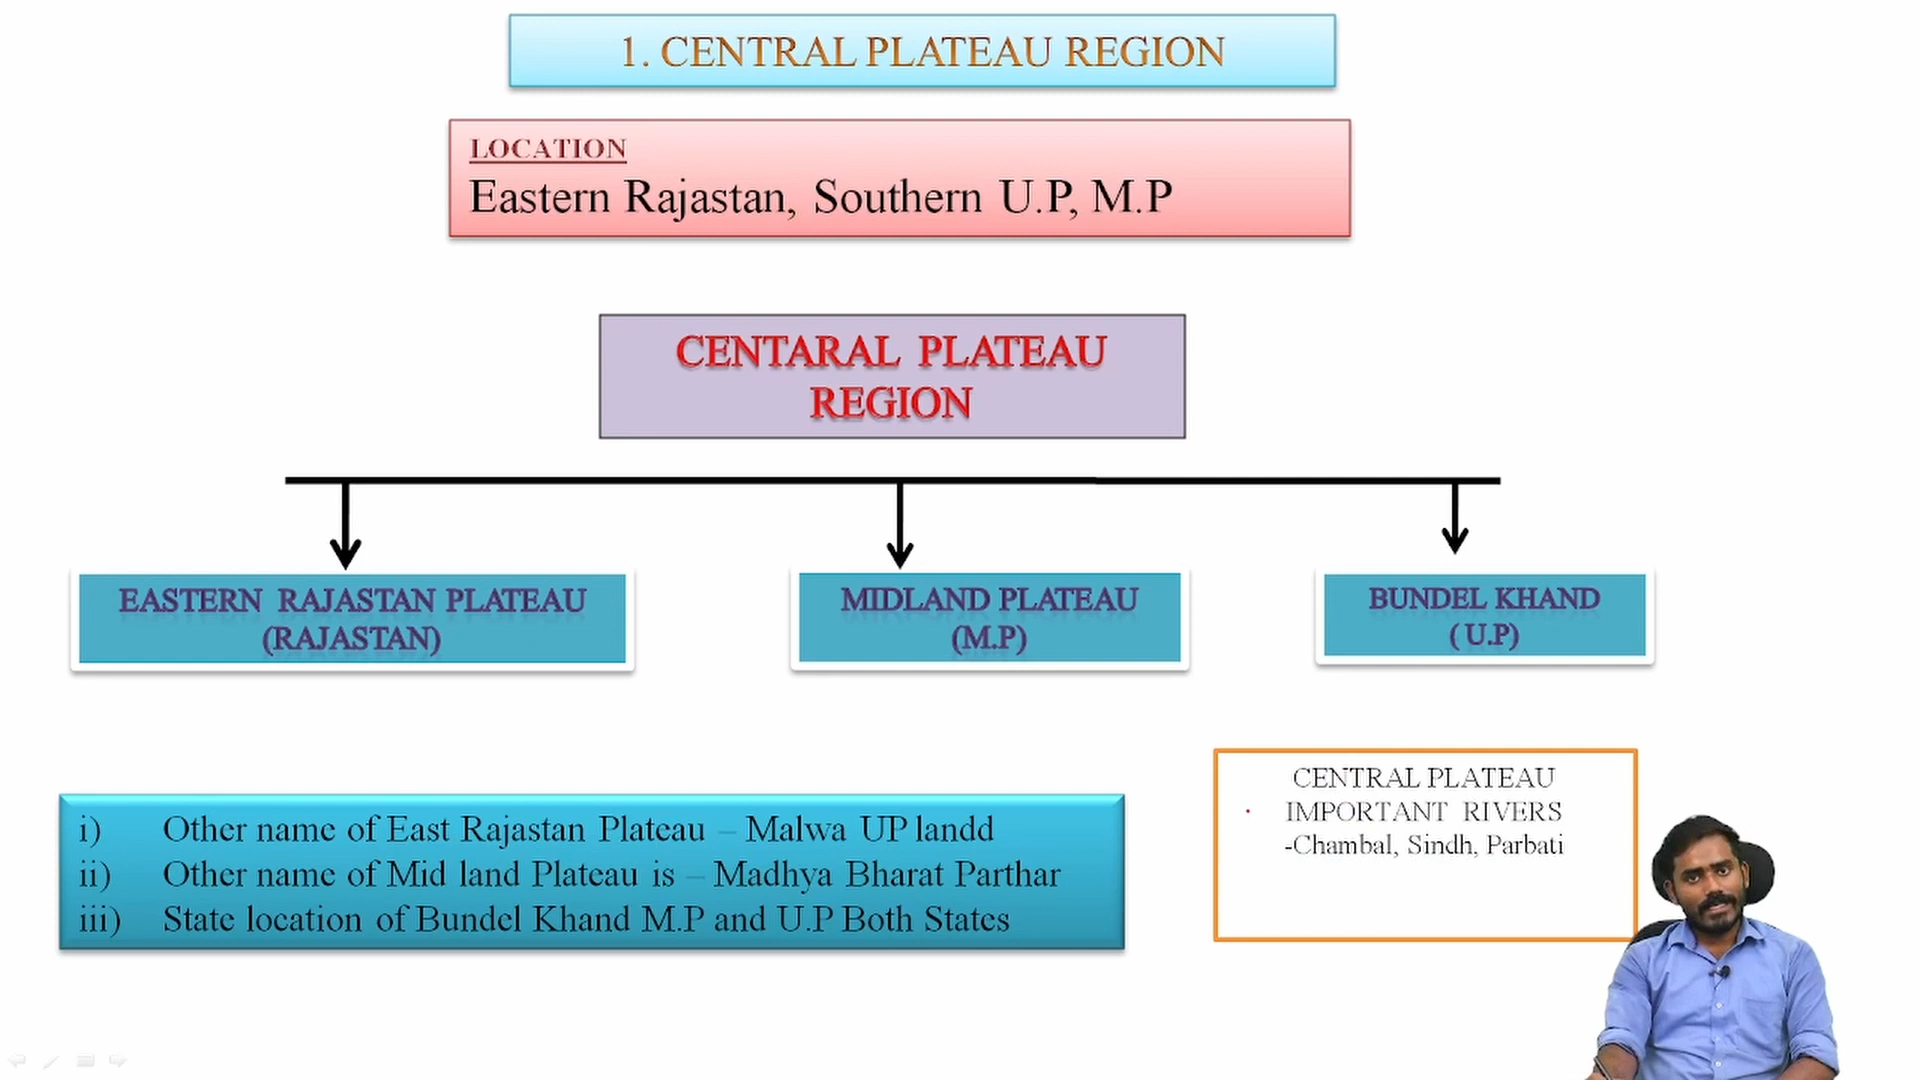 1. CENTRAL PLATEAU REGION
LOCATION
Eastern Rajastan, Southern U.P, M.P
CENTARAL PLATEAU
REGION
EASTERN RAJASTAN PLATEAU
(RAJASTAN)
MIDLAND PLATEAU
(M.P)
BUNDEL KHAND
( U.P)
i) Other name of East Rajastan Plateau – Malwa UP landd
ii) Other name of Mid land Plateau is – Madhya Bharat Parthar
iii) State location of Bundel Khand M.P and U.P Both States
CENTRAL PLATEAU
· IMPORTANT RIVERS
-Chambal, Sindh, Parbati